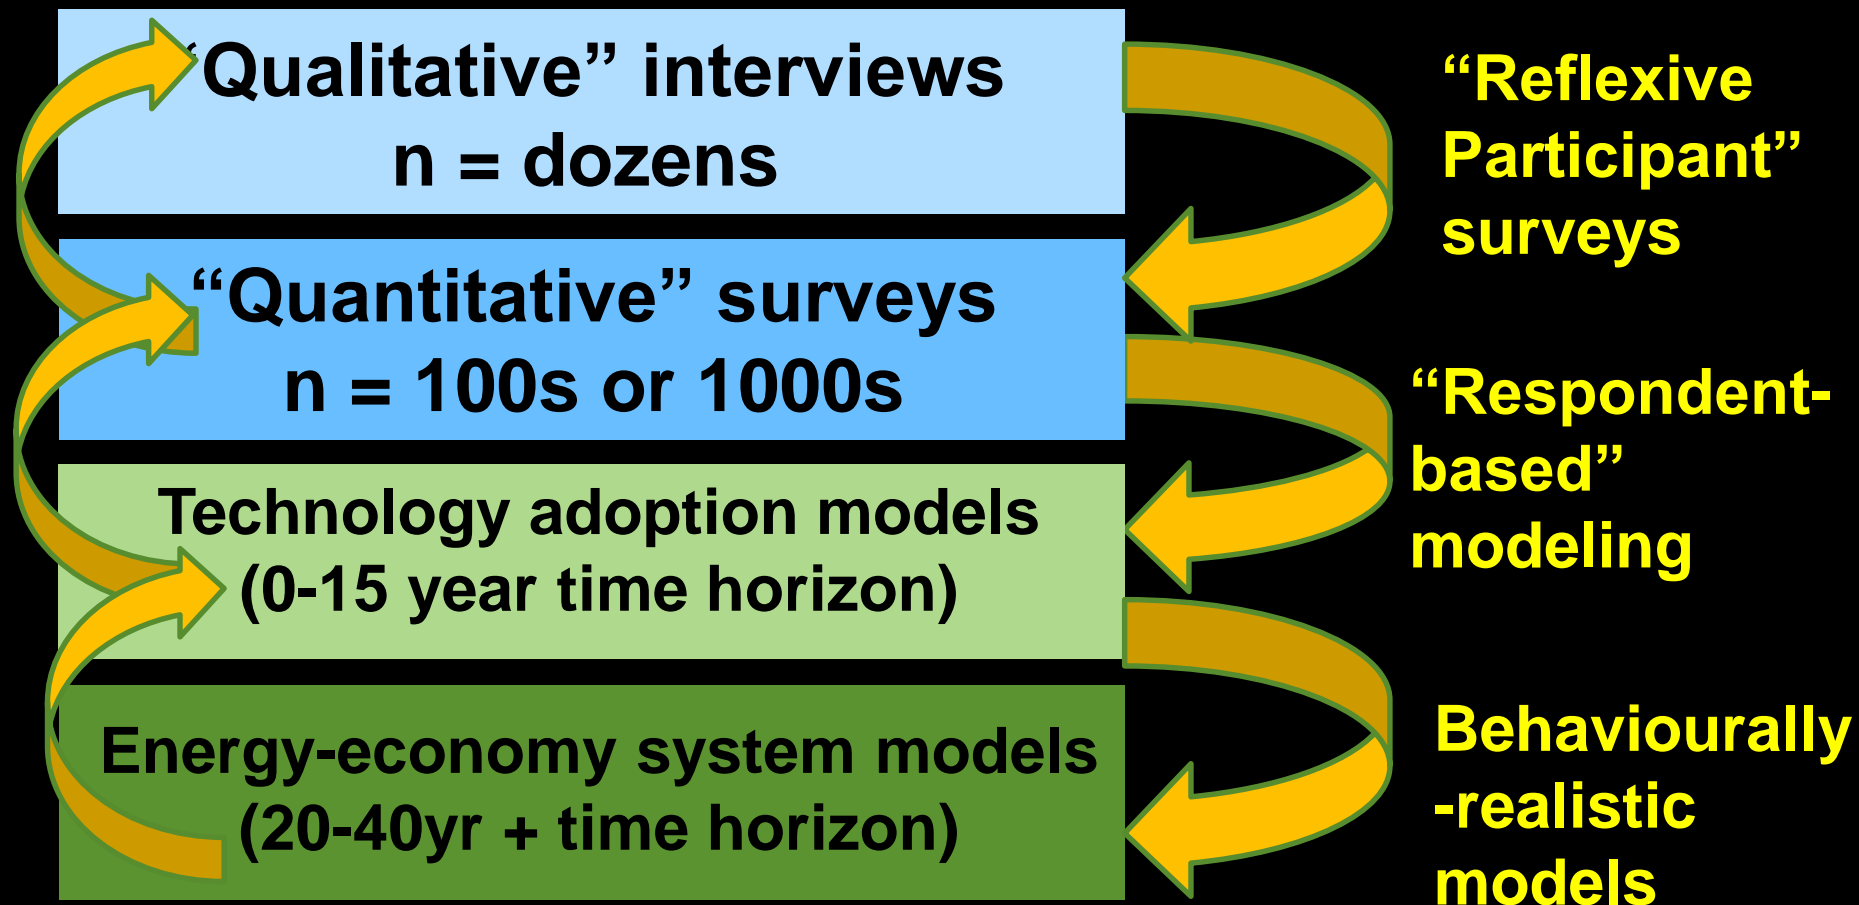 “Qualitative” interviews
n = dozens
“Reflexive
Participant”
surveys
“Quantitative” surveys
n = 100s or 1000s
“Respondent-
based”
modeling
Technology adoption models
(0-15 year time horizon)
Energy-economy system models
(20-40yr + time horizon)
Behaviourally
-realistic
models